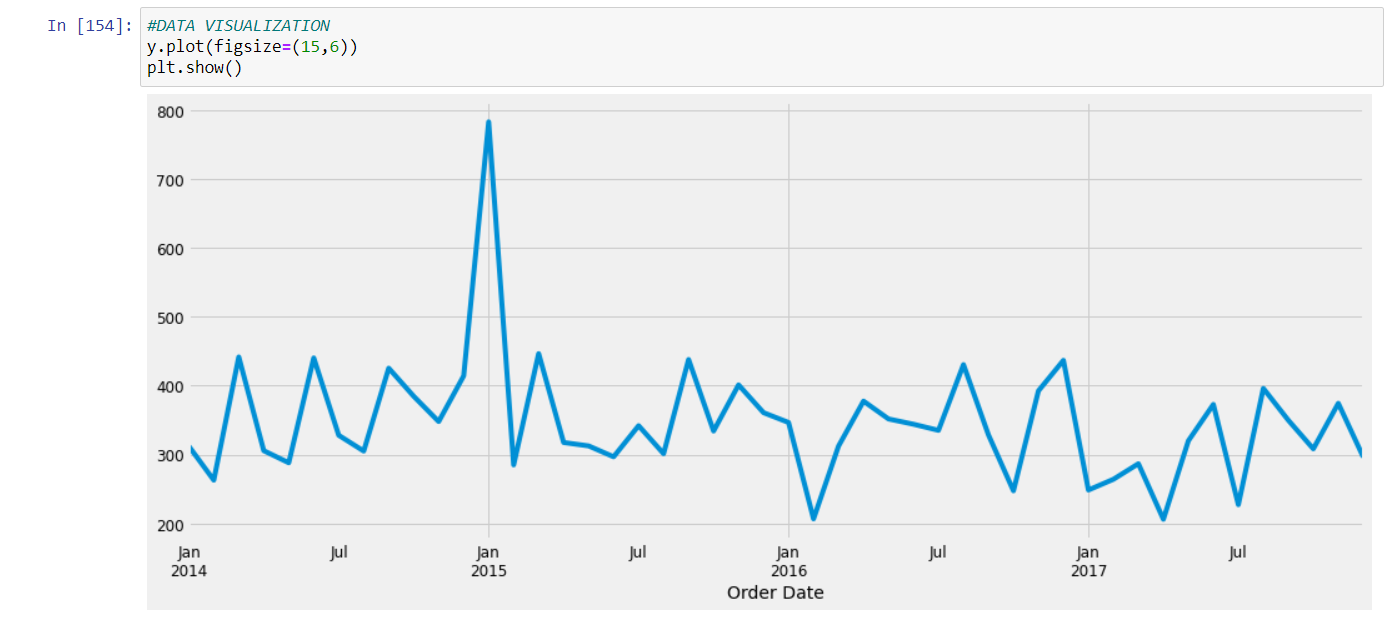 In [154]: #DATA VISUALIZATION
y.plot(figsize=(15,6))
plt.show()
800
700
600
500
400
300
200
Jan Jul Jan Jul Jan Jul Jan Jul
2014 2015 2016 2017
Order Date